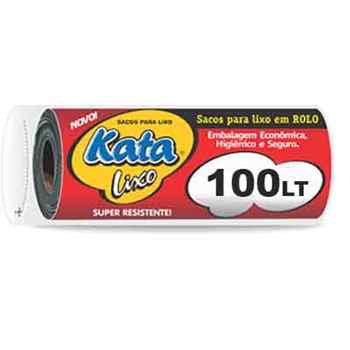 NOVO!
SACOS PARA LIXO
Kata
Lixo
SUPER RESISTENTE!
Sacos para lixo em ROLO
Embalagem Econômica,
Higiênico e Seguro.
100LT